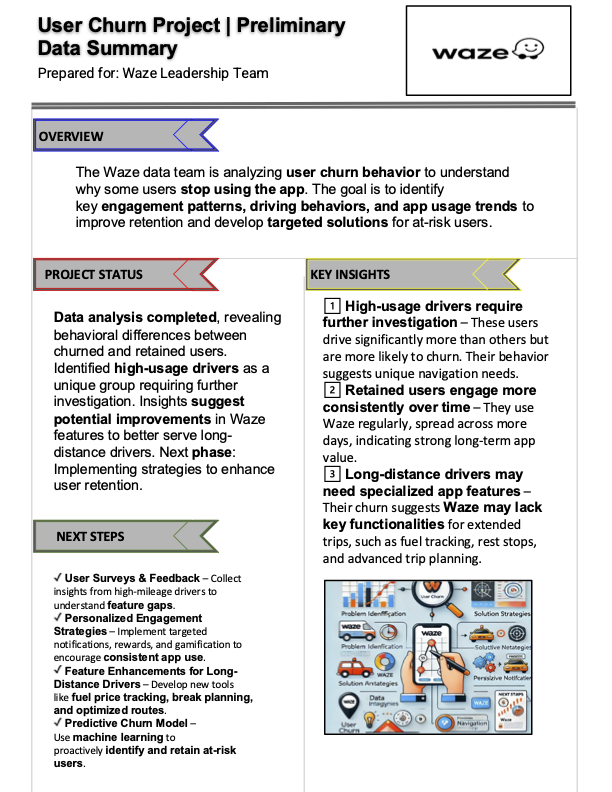 User Churn Project | Preliminary
Data Summary
Prepared for: Waze Leadership Team
waze
OVERVIEW
The Waze data team is analyzing user churn behavior to understand
why some users stop using the app. The goal is to identify
key engagement patterns, driving behaviors, and app usage trends to
improve retention and develop targeted solutions for at-risk users.
PROJECT STATUS
Data analysis completed, revealing
behavioral differences between
churned and retained users.
Identified high-usage drivers as a
unique group requiring further
investigation. Insights suggest
potential improvements in Waze
features to better serve long-
distance drivers. Next phase:
Implementing strategies to enhance
user retention.
NEXT STEPS
✓ User Surveys & Feedback – Collect
insights from high-mileage drivers to
understand feature gaps.
✓ Personalized Engagement
Strategies – Implement targeted
notifications, rewards, and gamification to
encourage consistent app use.
✓ Feature Enhancements for Long-
Distance Drivers – Develop new tools
like fuel price tracking, break planning,
and optimized routes.
✓ Predictive Churn Model –
Use machine learning to
proactively identify and retain at-risk
users.
KEY INSIGHTS
1 High-usage drivers require
further investigation – These users
drive significantly more than others but
are more likely to churn. Their behavior
suggests unique navigation needs.
2 Retained users engage more
consistently over time – They use
Waze regularly, spread across more
days, indicating strong long-term app
value.
3 Long-distance drivers may
need specialized app features –
Their churn suggests Waze may lack
key functionalities for extended
trips, such as fuel tracking, rest stops,
and advanced trip planning.
User Churn
Solution Strategies
waze
waze
Data
User
Churn
Navigation
WAZE
NEXT STEPS